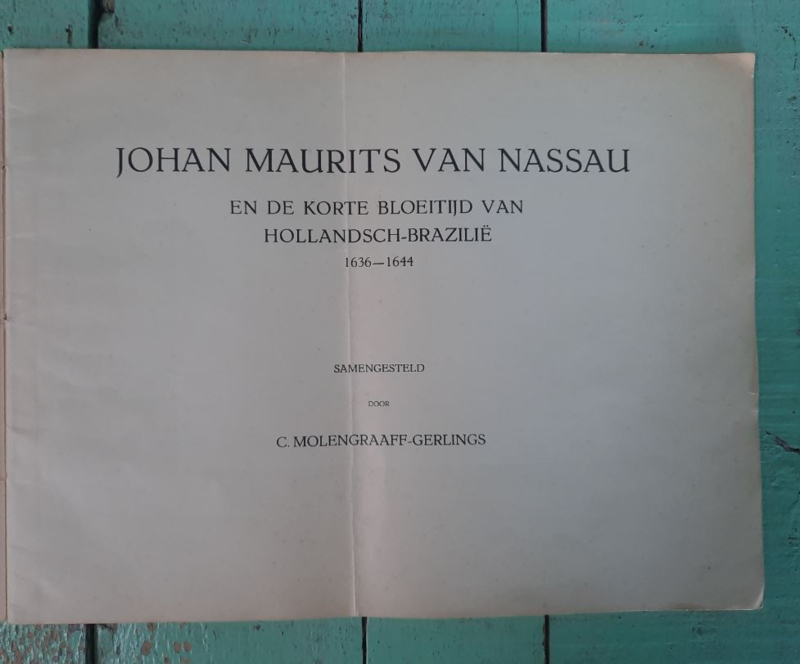 JOHAN MAURITS VAN NASSAU
EN DE KORTE BLOEITIJD VAN
HOLLANDSCH-BRAZILIË
1636—1644
SAMENGESTELD
DOOR
C. MOLENGRAAFF-GERLINGS